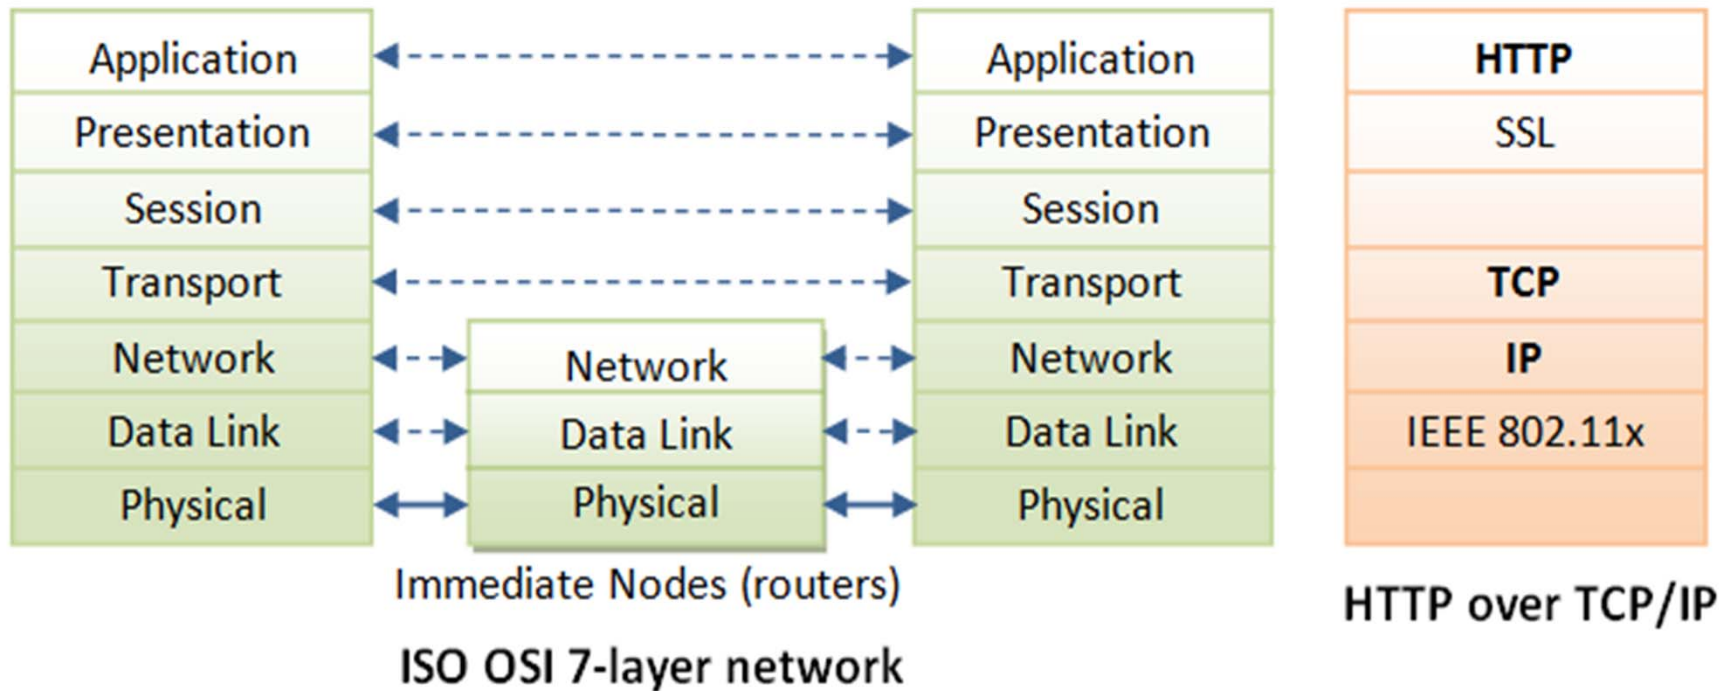 Application
Presentation
Session
Transport
Network
Data Link
Physical
Network
Data Link
Physical
Immediate Nodes (routers)
Application
Presentation
Session
Transport
Network
Data Link
Physical
ISO OSI 7-layer network
HTTP
SSL
TCP
IP
IEEE 802.11x
HTTP over TCP/IP